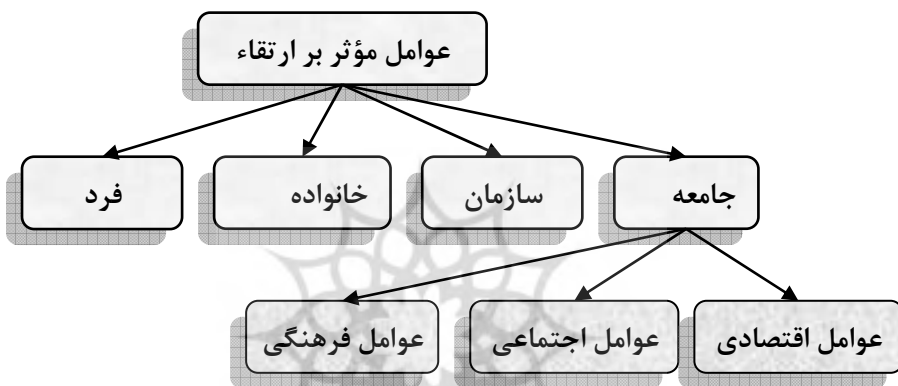 عوامل مؤثر بر ارتقاء
جامعه
سازمان
خانواده
فرد
عوامل اقتصادی
عوامل اجتماعی
عوامل فرهنگی